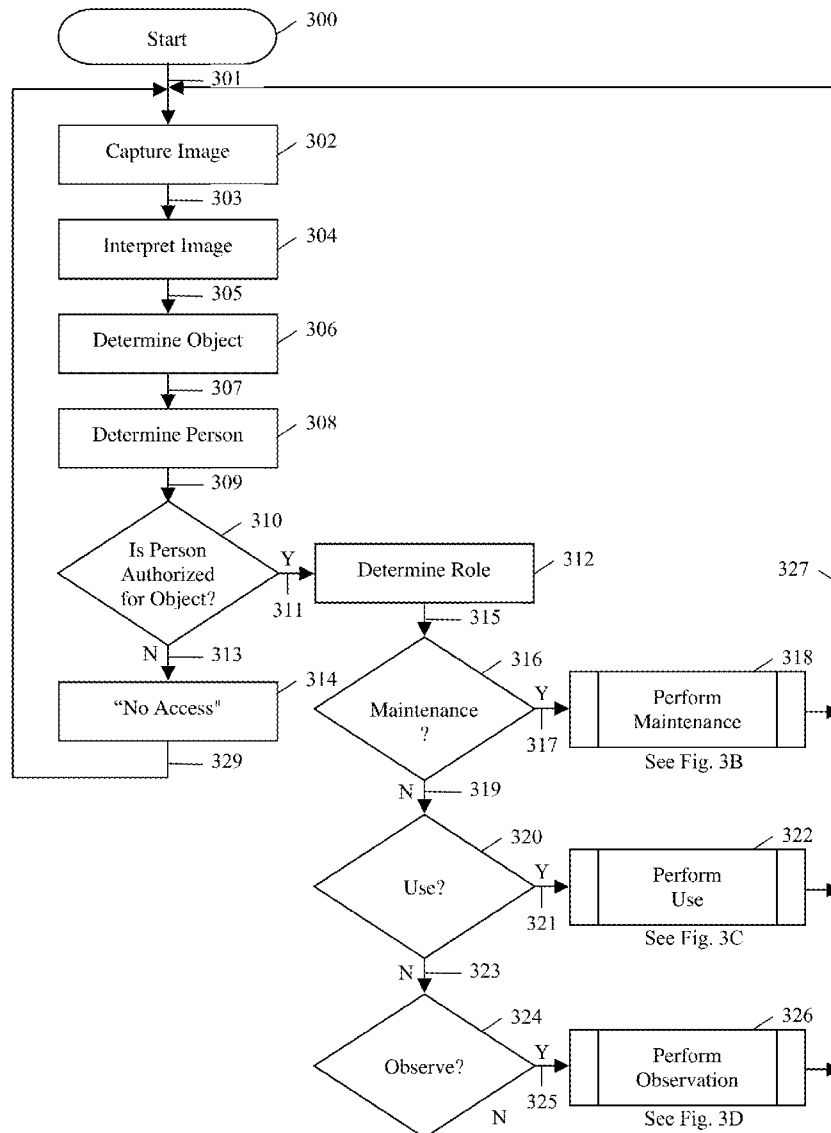 Start
300
301
Capture Image
302
303
Interpret Image
304
305
Determine Object
306
307
Determine Person
308
309
Is Person
Authorized
for Object?
310
Y
311
Determine Role
312
327
N
313
315
“No Access"
314
329
Maintenance
?
316
Y
317
Perform
Maintenance
318
See Fig. 3B
N
319
Use?
320
Y
321
Perform
Use
322
See Fig. 3C
N
323
Observe?
324
Y
325
N
Perform
Observation
326
See Fig. 3D